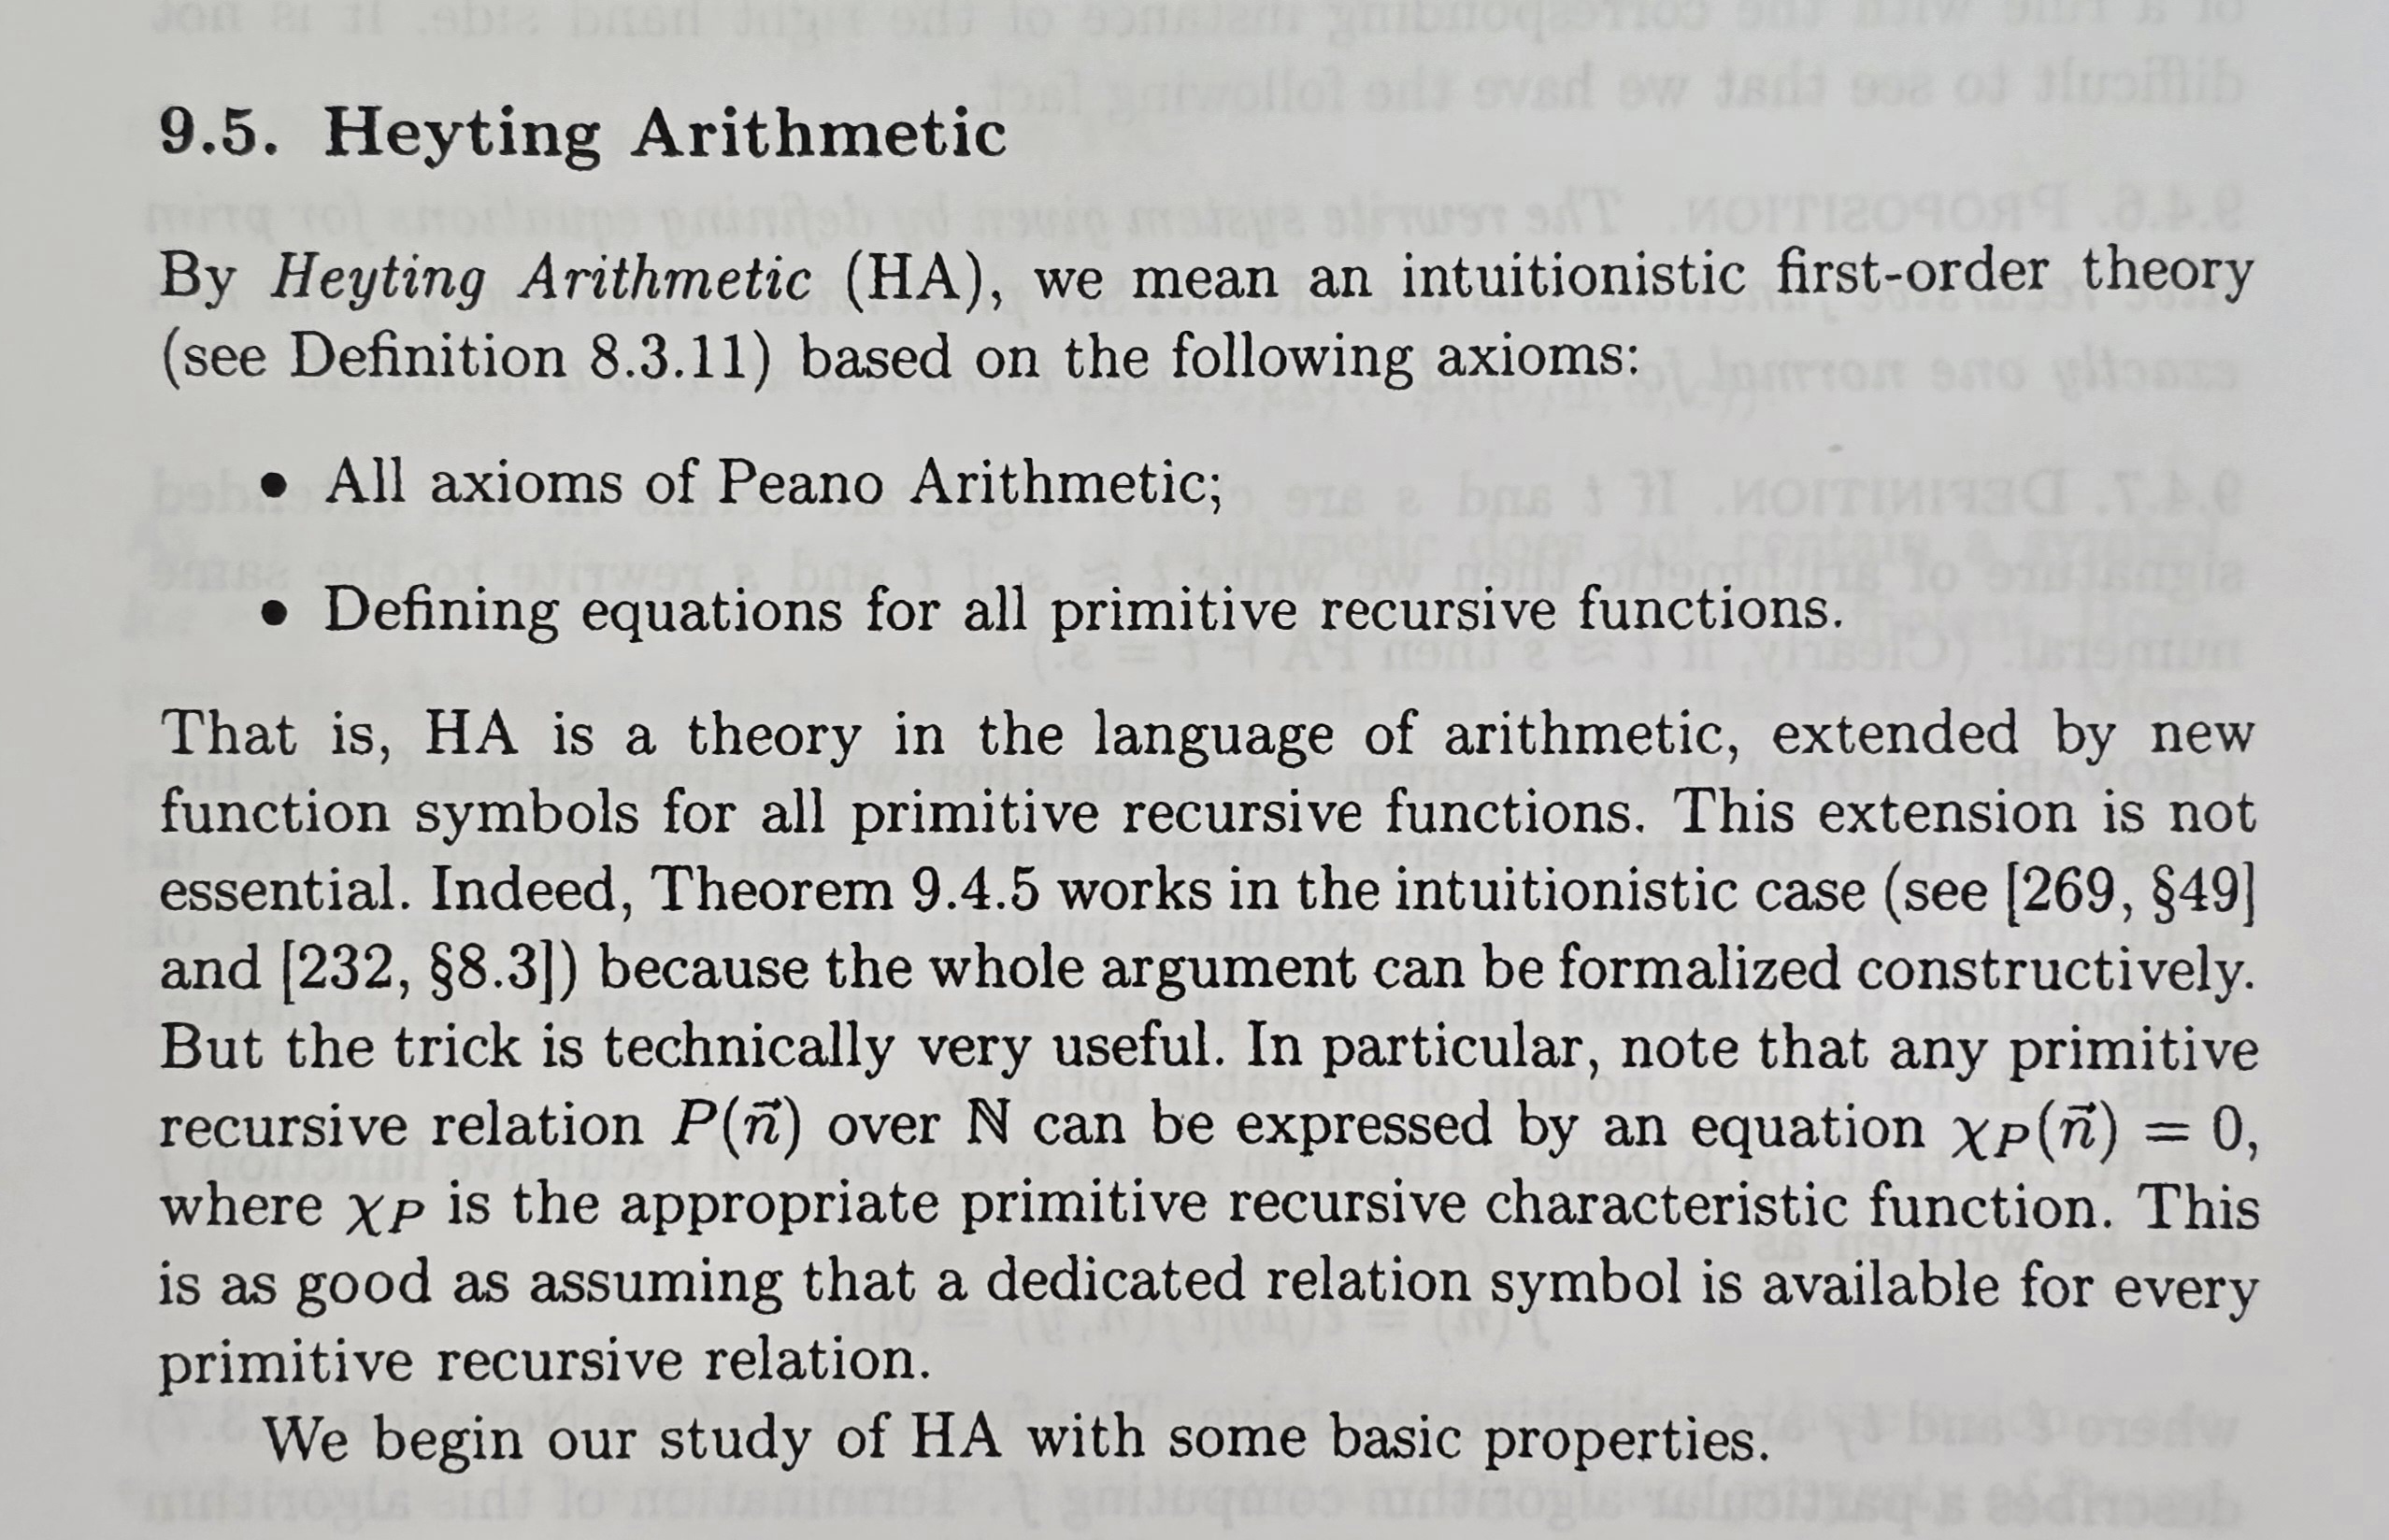 9.5. Heyting Arithmetic
By Heyting Arithmetic (HA), we mean an intuitionistic first-order theory
(see Definition 8.3.11) based on the following axioms:
• All axioms of Peano Arithmetic;
• Defining equations for all primitive recursive functions.
That is, HA is a theory in the language of arithmetic, extended by new
function symbols for all primitive recursive functions. This extension is not
essential. Indeed, Theorem 9.4.5 works in the intuitionistic case (see [269, §49]
and [232, §8.3]) because the whole argument can be formalized constructively.
But the trick is technically very useful. In particular, note that any primitive
recursive relation P(n⃗) over ℕ can be expressed by an equation χP(n⃗) = 0,
where χP is the appropriate primitive recursive characteristic function. This
is as good as assuming that a dedicated relation symbol is available for every
primitive recursive relation.
We begin our study of HA with some basic properties.